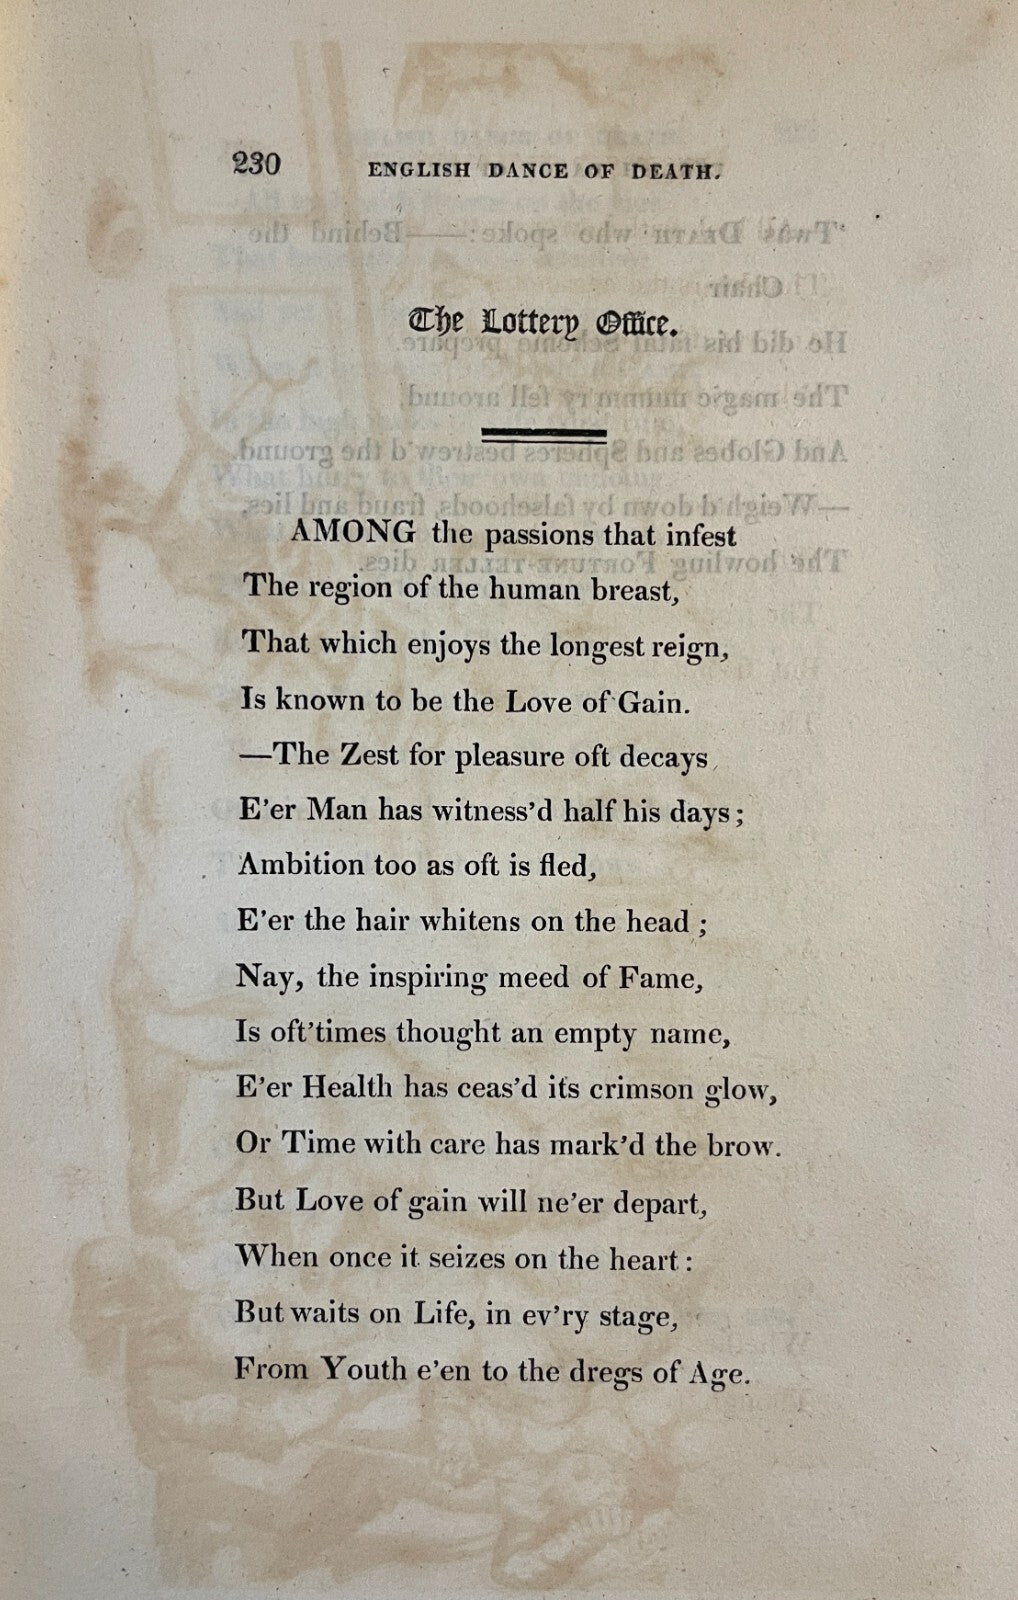 230 ENGLISH DANCE OF DEATH.
The Lottery Office.
AMONG the passions that infest
The region of the human breast,
That which enjoys the longest reign,
Is known to be the Love of Gain.
—The Zest for pleasure oft decays
E'er Man has witness'd half his days;
Ambition too as oft is fled,
E'er the hair whitens on the head;
Nay, the inspiring meed of Fame,
Is oft'times thought an empty name,
E'er Health has ceas'd its crimson glow,
Or Time with care has mark'd the brow.
But Love of gain will ne'er depart,
When once it seizes on the heart:
But waits on Life, in ev'ry stage,
From Youth e'en to the dregs of Age.